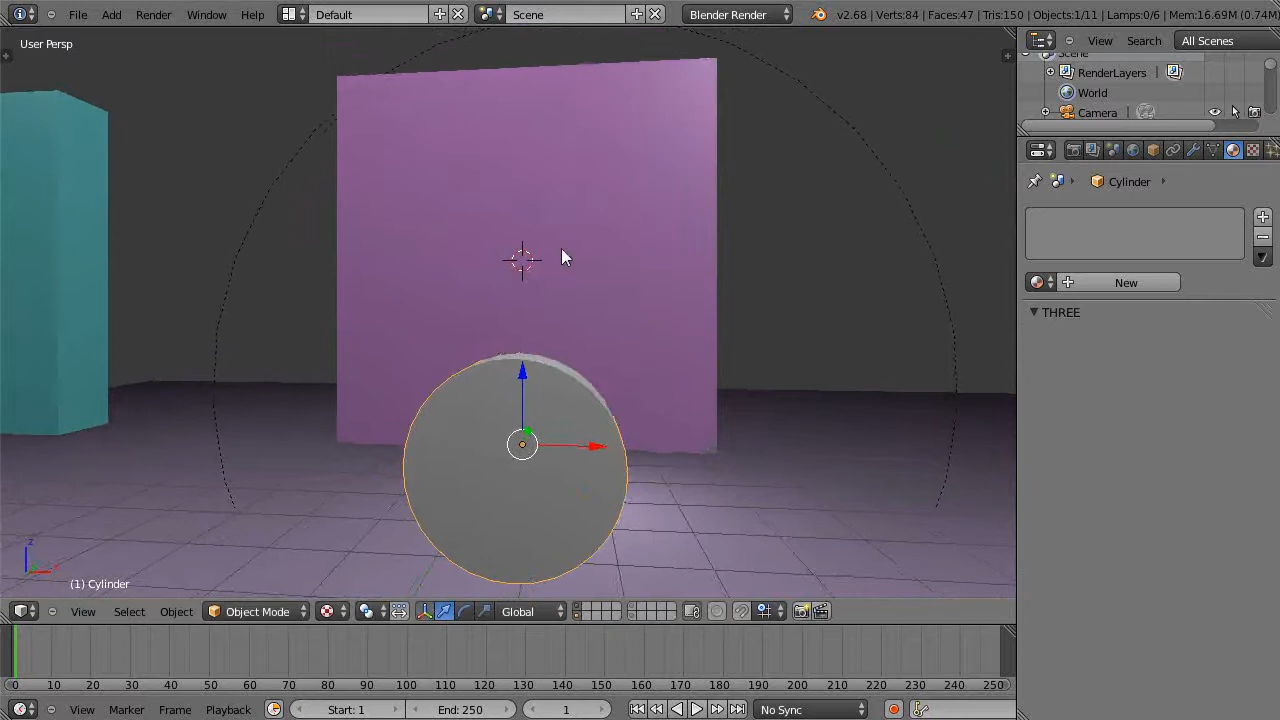 File Add Render Window Help Default Scene Blender Render v2.68 | Verts:84 | Faces:47 | Tris:150 | Objects:1/11 | Lamps:0/6 | Mem:16.69M (0.74M)
User Persp
View Search All Scenes
Scene
RenderLayers
World
Camera
Cylinder
New
THREE
z
x
(1) Cylinder
View Select Object Object Mode Global
0 10 20 30 40 50 60 70 80 90 100 110 120 130 140 150 160 170 180 190 200 210 220 230 240 250
View Marker Frame Playback Start: 1 End: 250 1 No Sync